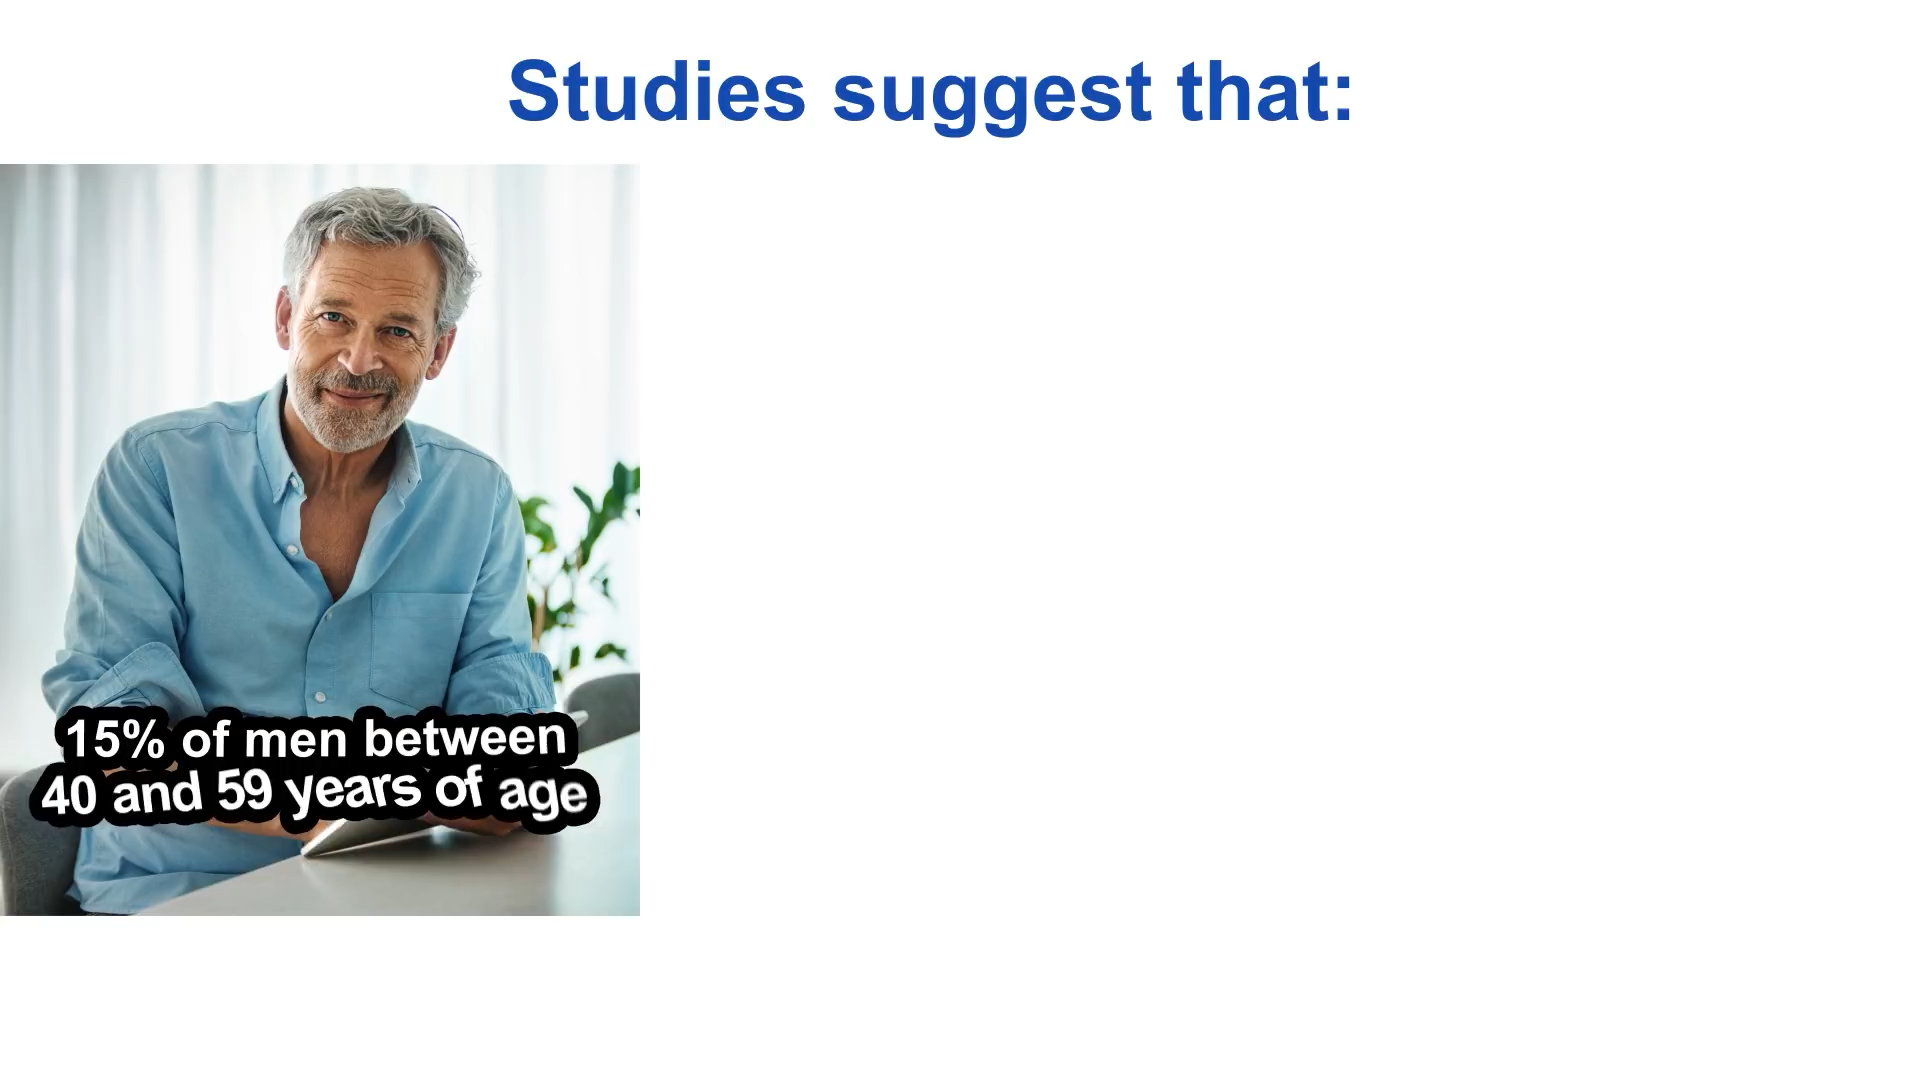 Studies suggest that:
15% of men between
40 and 59 years of age